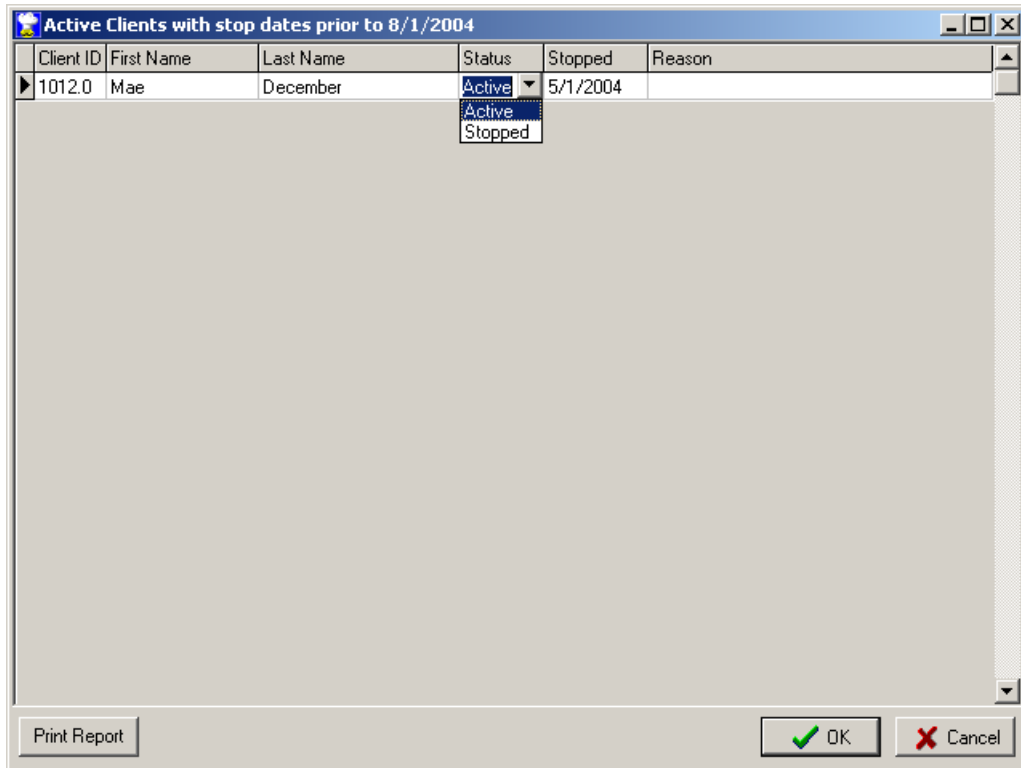 Active Clients with stop dates prior to 8/1/2004
Client ID First Name Last Name Status Stopped Reason
1012.0 Mae December Active 5/1/2004
Active
Stopped
Print Report OK Cancel